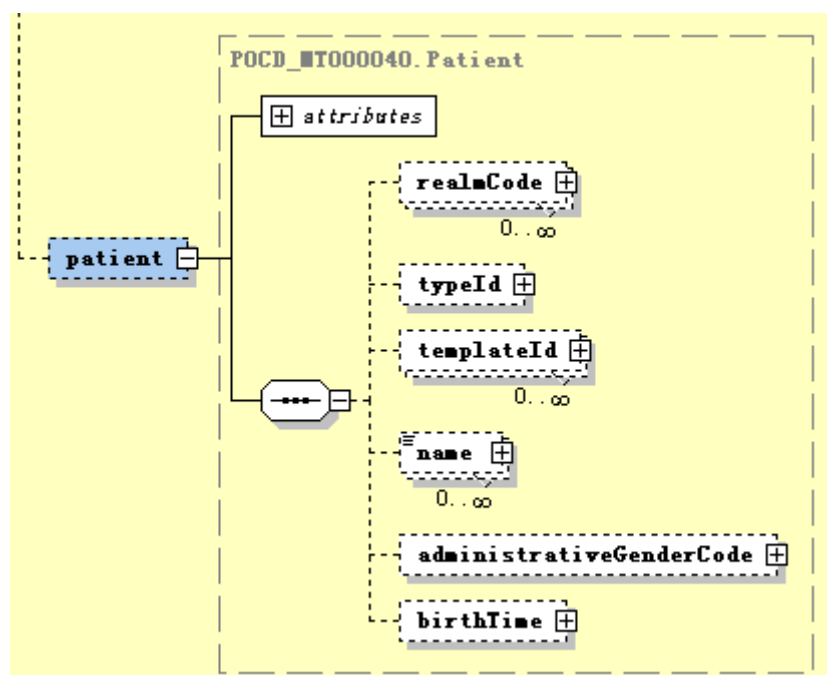 POCD_MT000040.Patient
attributes
realmCode
0..∞
patient
typeId
templateId
0..∞
name
0..∞
administrativeGenderCode
birthTime